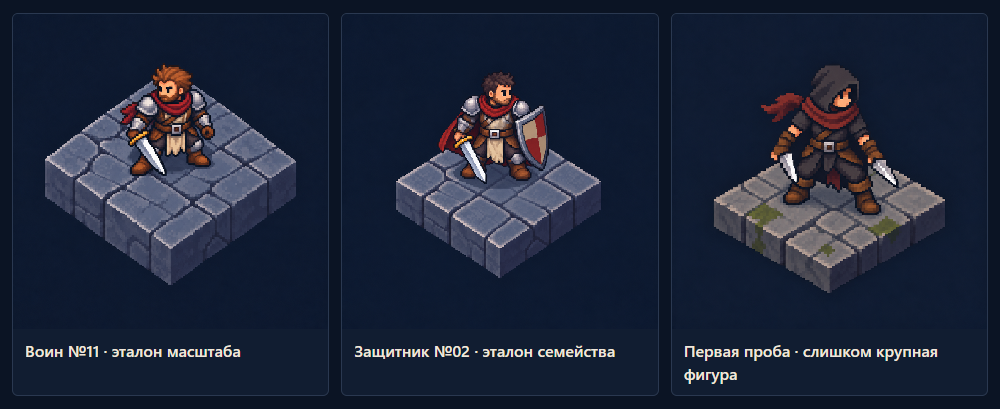 Воин №11 · эталон масштаба
Защитник №02 · эталон семейства
Первая проба · слишком крупная
фигура